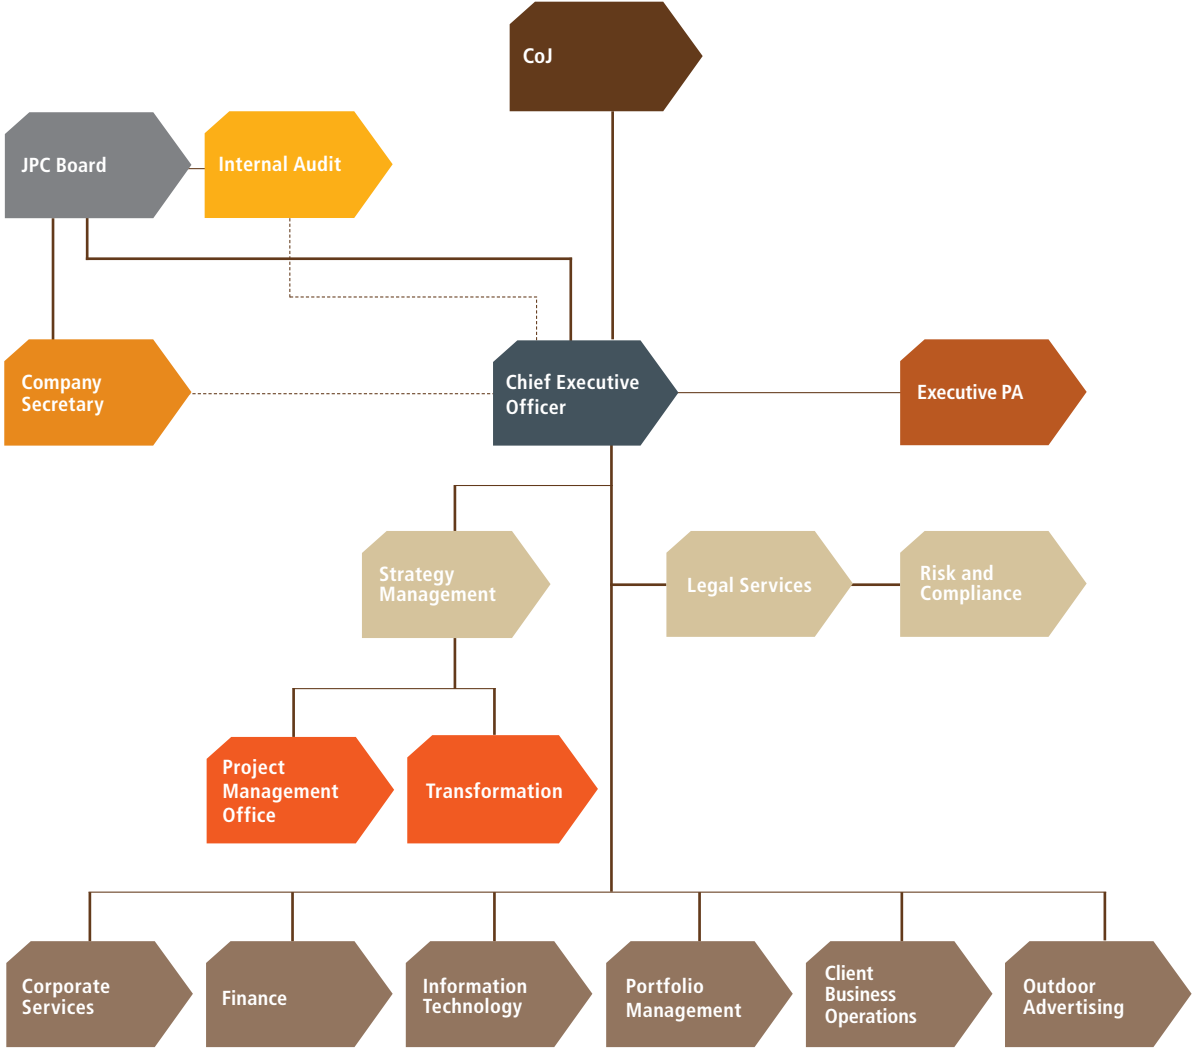 CoJ
JPC Board
Internal Audit
Company
Secretary
Chief Executive
Officer
Executive PA
Strategy
Management
Legal Services
Risk and
Compliance
Project
Management
Office
Transformation
Corporate
Services
Finance
Information
Technology
Portfolio
Management
Client
Business
Operations
Outdoor
Advertising